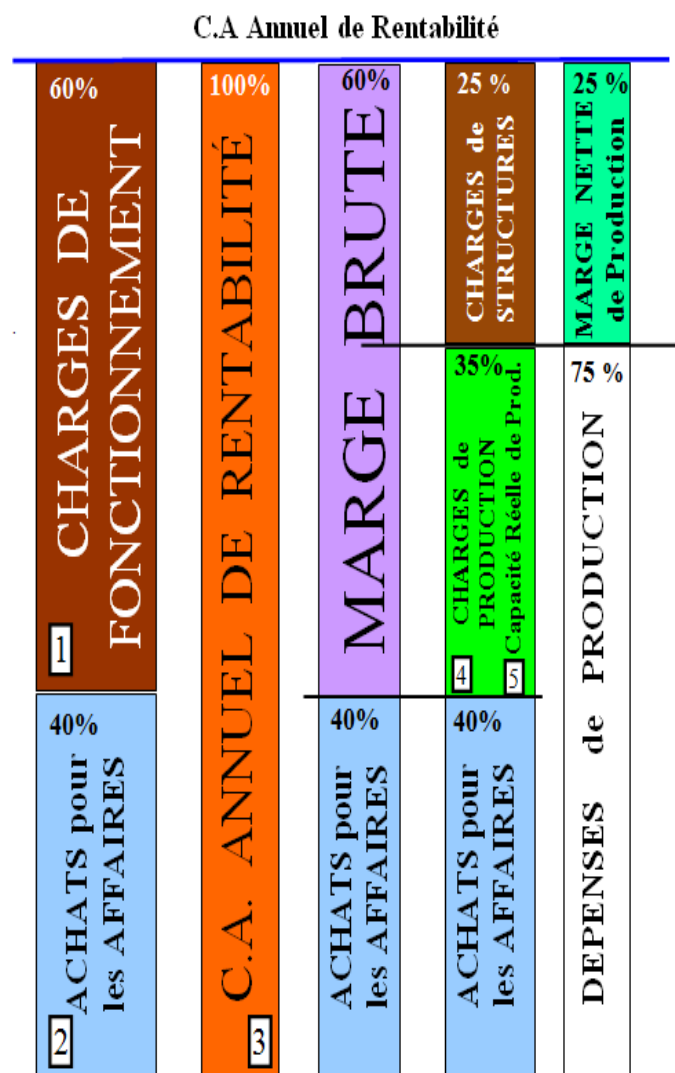 C.A Annuel de Rentabilité
60%
CHARGES DE
FONCTIONNEMENT
1
40%
ACHATS pour
les AFFAIRES
2
100%
C.A. ANNUEL DE RENTABILITÉ
3
60%
MARGE BRUTE
40%
ACHATS pour
les AFFAIRES
25 %
CHARGES de
STRUCTURES
35%
CHARGES de
PRODUCTION
Capacité Réelle de Prod.
4
5
40%
ACHATS pour
les AFFAIRES
25 %
MARGE NETTE
de Production
75 %
DEPENSES de PRODUCTION